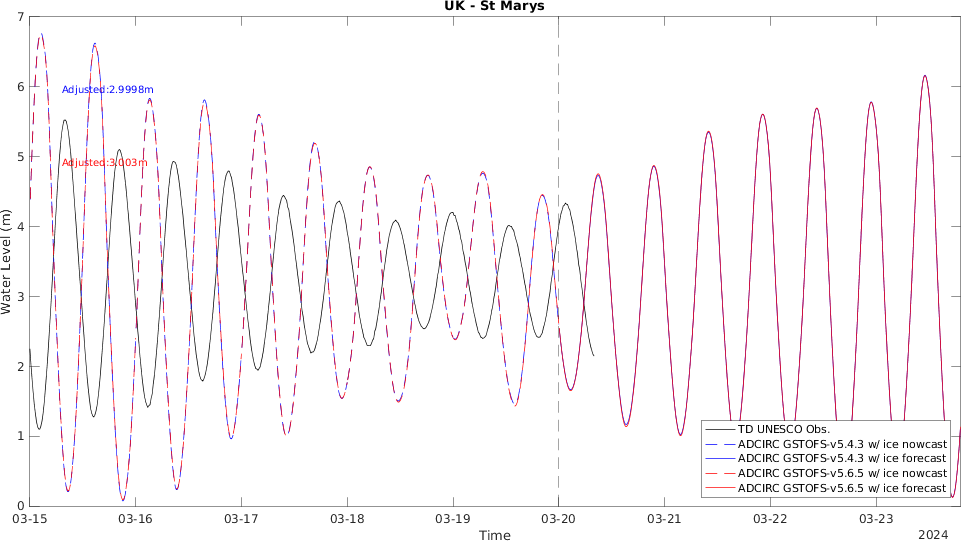 UK - St Marys
7
6
5
4
3
2
1
0
Water Level (m)
Adjusted:2.9998m
Adjusted:3.003m
TD UNESCO Obs.
ADCIRC GSTOFS-v5.4.3 w/ ice nowcast
ADCIRC GSTOFS-v5.4.3 w/ ice forecast
ADCIRC GSTOFS-v5.6.5 w/ ice nowcast
ADCIRC GSTOFS-v5.6.5 w/ ice forecast
03-15 03-16 03-17 03-18 03-19 03-20 03-21 03-22 03-23
Time
2024